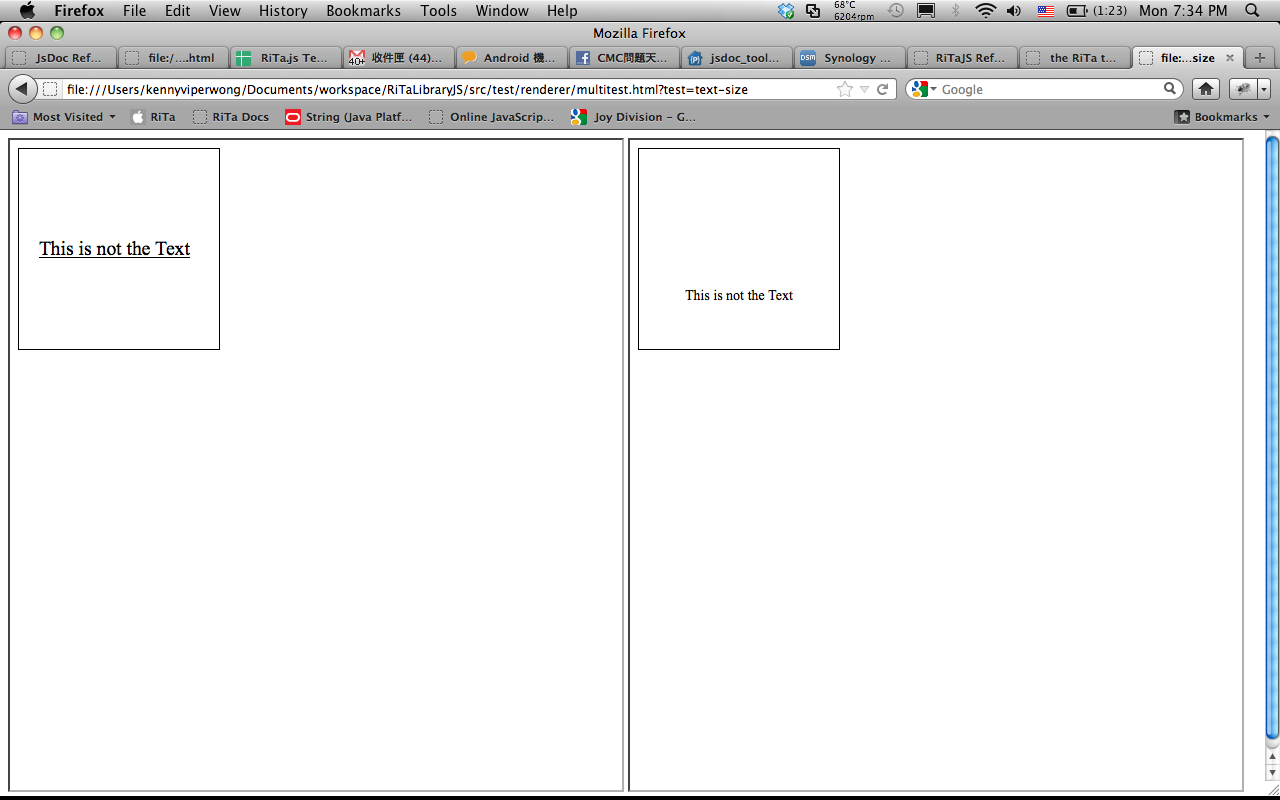 Firefox File Edit View History Bookmarks Tools Window Help 68°C 6204rpm (1:23) Mon 7:34 PM
Mozilla Firefox
JsDoc Ref... file:/....html RiTa.js Te... 40+ 收件匣 (44)... Android 機... CMC問題天... jsdoc_tool... DSM Synology ... RiTaJS Ref... the RiTa t... file:...size
file:///Users/kennyviperwong/Documents/workspace/RiTaLibraryJS/src/test/renderer/multitest.html?test=text-size Google
Most Visited RiTa RiTa Docs String (Java Platf... Online JavaScrip... Joy Division – G... Bookmarks
This is not the Text
This is not the Text